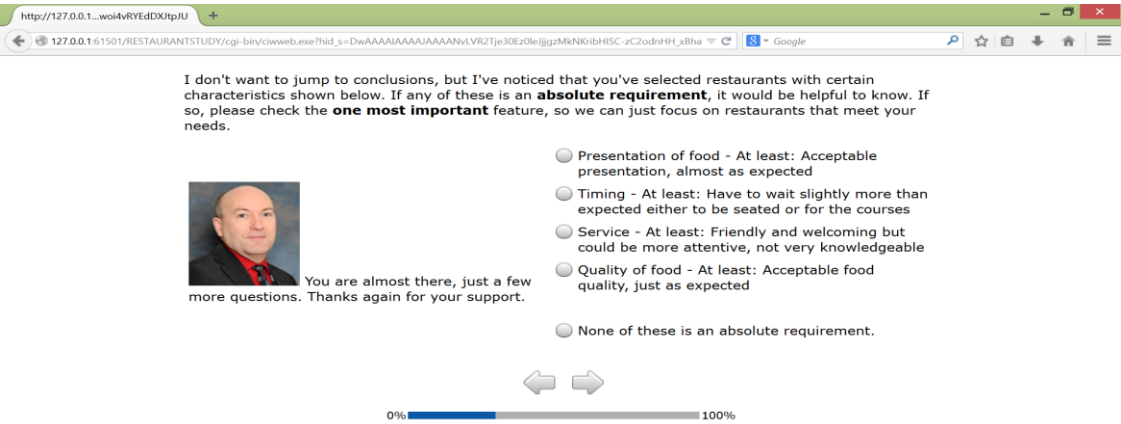 http://127.0.0.1...woi4vRYEdDXJtpJU
127.0.0.1:61501/RESTAURANTSTUDY/cgi-bin/ciwweb.exe?hid_s=
Google
I don't want to jump to conclusions, but I've noticed that you've selected restaurants with certain
characteristics shown below. If any of these is an absolute requirement, it would be helpful to know. If
so, please check the one most important feature, so we can just focus on restaurants that meet your
needs.
You are almost there, just a few
more questions. Thanks again for your support.
Presentation of food - At least: Acceptable
presentation, almost as expected
Timing - At least: Have to wait slightly more than
expected either to be seated or for the courses
Service - At least: Friendly and welcoming but
could be more attentive, not very knowledgeable
Quality of food - At least: Acceptable food
quality, just as expected
None of these is an absolute requirement.
0% 100%